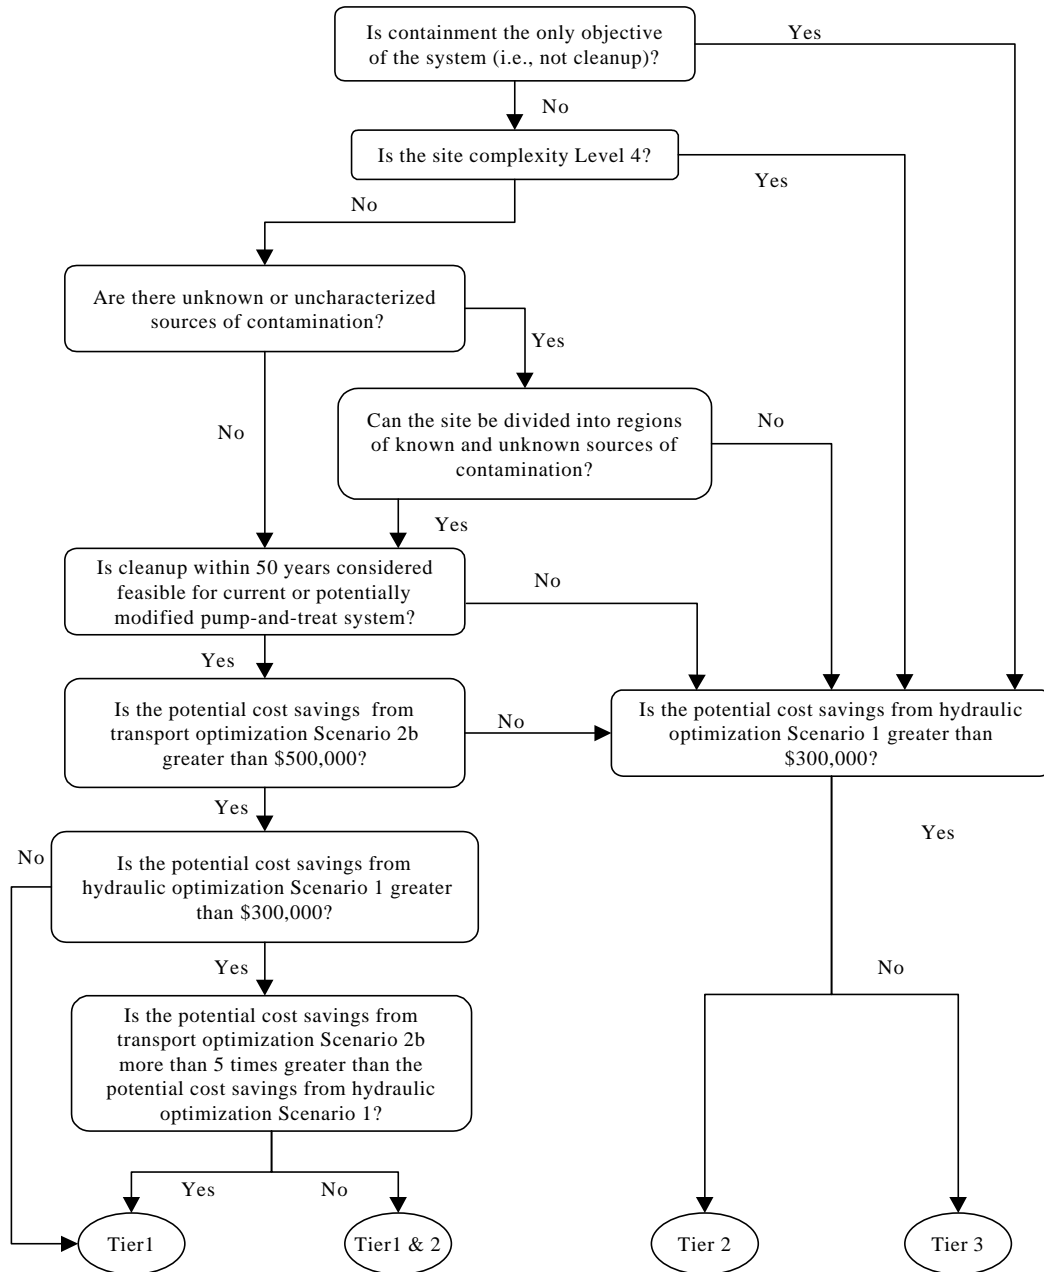 Is containment the only objective
of the system (i.e., not cleanup)?
Yes
No
Is the site complexity Level 4?
Yes
No
Are there unknown or uncharacterized
sources of contamination?
Yes
No
Can the site be divided into regions
of known and unknown sources of
contamination?
No
Yes
Is cleanup within 50 years considered
feasible for current or potentially
modified pump-and-treat system?
No
Yes
Is the potential cost savings from
transport optimization Scenario 2b
greater than $500,000?
No
Is the potential cost savings from hydraulic
optimization Scenario 1 greater than
$300,000?
Yes
Yes
No
Is the potential cost savings from
hydraulic optimization Scenario 1 greater
than $300,000?
Yes
No
Is the potential cost savings from
transport optimization Scenario 2b
more than 5 times greater than the
potential cost savings from hydraulic
optimization Scenario 1?
Yes
No
Tier1
Tier1 & 2
Tier 2
Tier 3